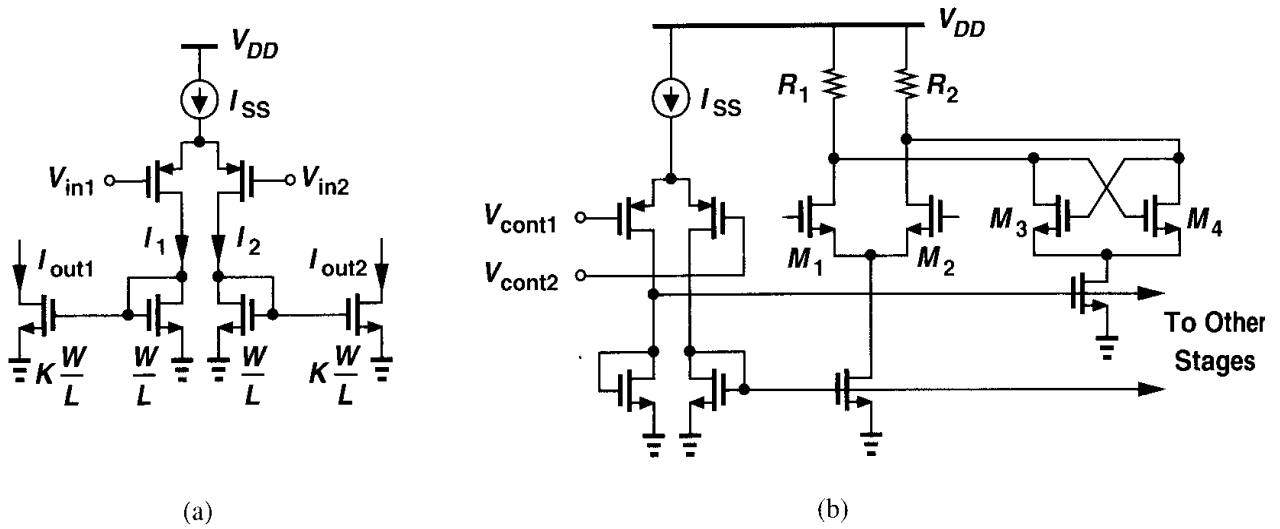 V_DD
I_SS
V_in1
V_in2
I_1
I_2
I_out1
I_out2
K W/L
W/L
W/L
K W/L
(a)
V_DD
R_1
R_2
I_SS
V_cont1
V_cont2
M_1
M_2
M_3
M_4
To Other
Stages
(b)